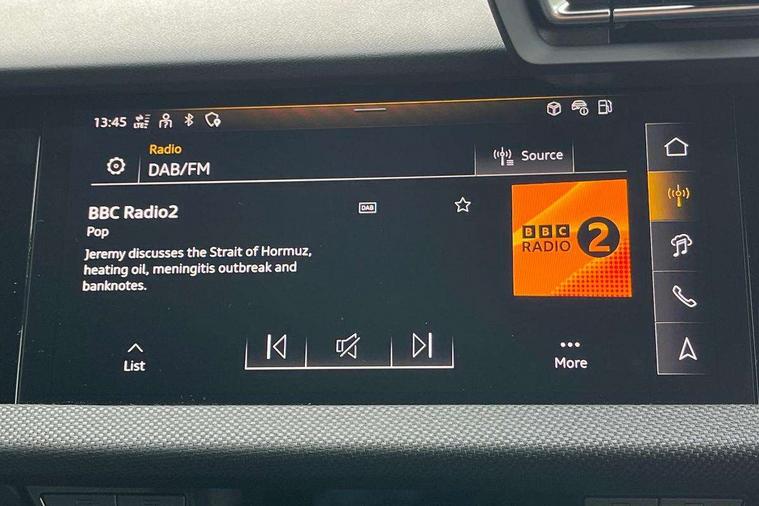 13:45 LTE
Radio
DAB/FM
Source
BBC Radio2
DAB
Pop
Jeremy discusses the Strait of Hormuz,
heating oil, meningitis outbreak and
banknotes.
BBC
RADIO 2
List
More